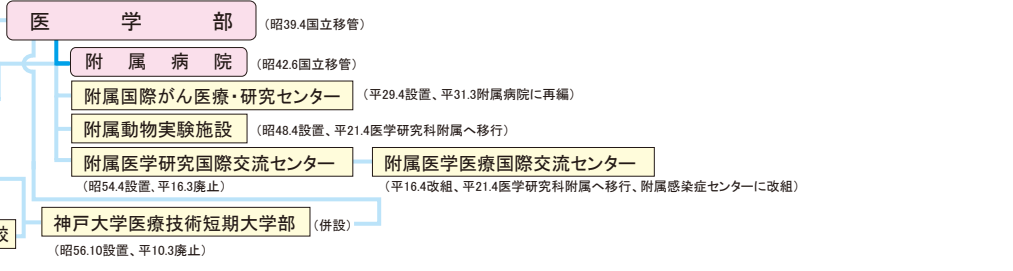 医学部 （昭39.4国立移管）
附属病院 （昭42.6国立移管）
附属国際がん医療・研究センター （平29.4設置、平31.3附属病院に再編）
附属動物実験施設 （昭48.4設置、平21.4医学研究科附属へ移行）
附属医学研究国際交流センター 附属医学医療国際交流センター
（昭54.4設置、平16.3廃止） （平16.4改組、平21.4医学研究科附属へ移行、附属感染症センターに改組）
神戸大学医療技術短期大学部 （併設）
校
（昭56.10設置、平10.3廃止）